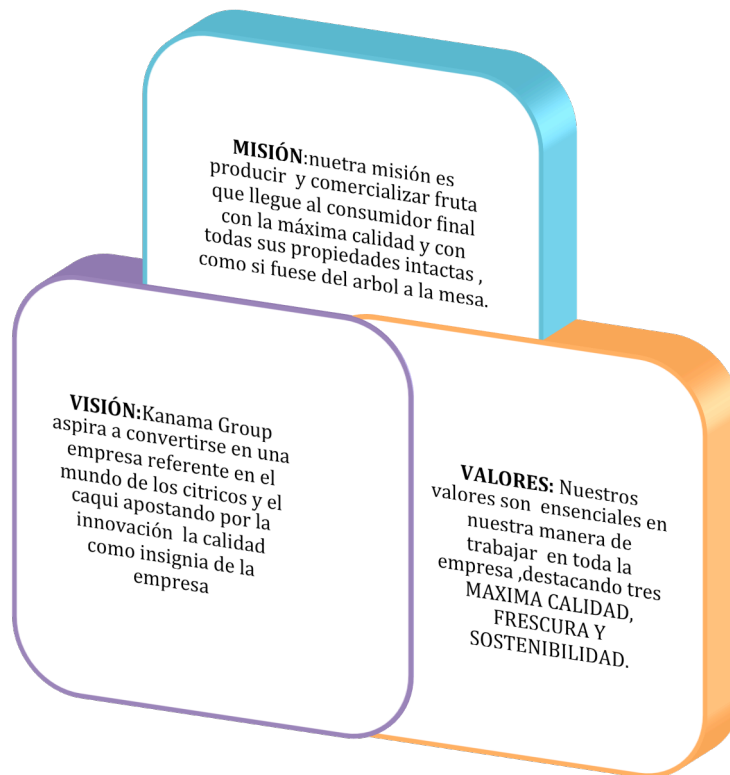 MISIÓN:nuetra misión es
producir y comercializar fruta
que llegue al consumidor final
con la máxima calidad y con
todas sus propiedades intactas ,
como si fuese del arbol a la mesa.
VISIÓN:Kanama Group
aspira a convertirse en una
empresa referente en el
mundo de los citricos y el
caqui apostando por la
innovación la calidad
como insignia de la
empresa
VALORES: Nuestros
valores son ensenciales en
nuestra manera de
trabajar en toda la
empresa ,destacando tres
MAXIMA CALIDAD,
FRESCURA Y
SOSTENIBILIDAD.